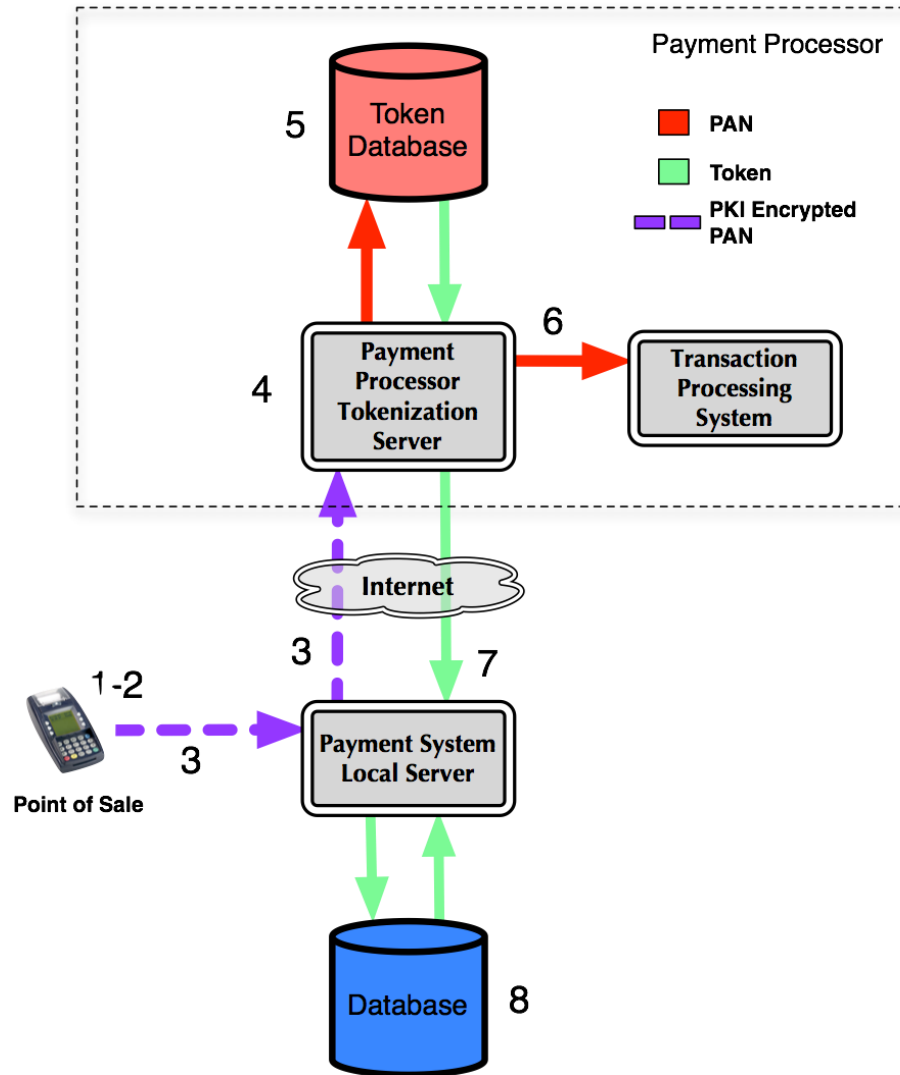 Payment Processor
PAN
Token
PKI Encrypted
PAN
5
Token
Database
4
Payment
Processor
Tokenization
Server
6
Transaction
Processing
System
Internet
3
7
1-2
3
Point of Sale
Payment System
Local Server
Database
8